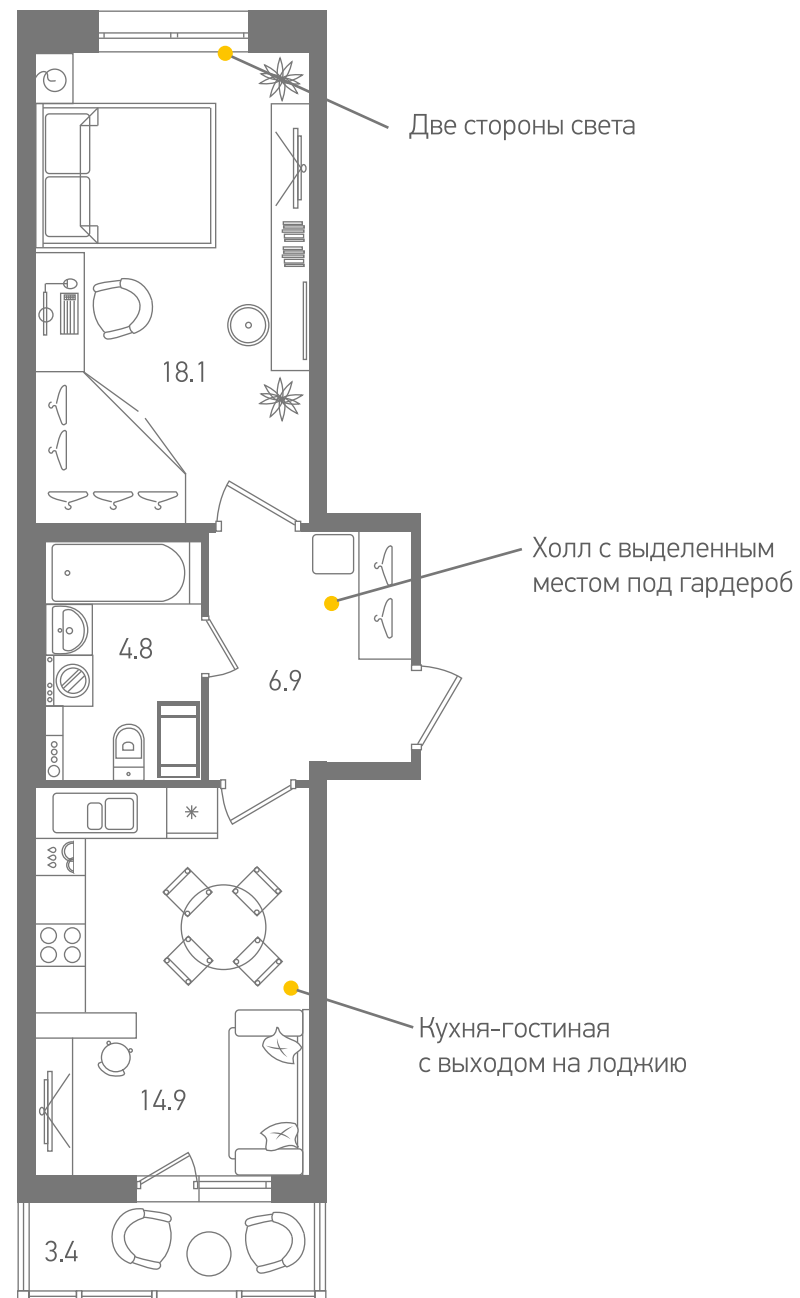 Две стороны света
18.1
Холл с выделенным
местом под гардероб
4.8
6.9
Кухня-гостиная
с выходом на лоджию
14.9
3.4